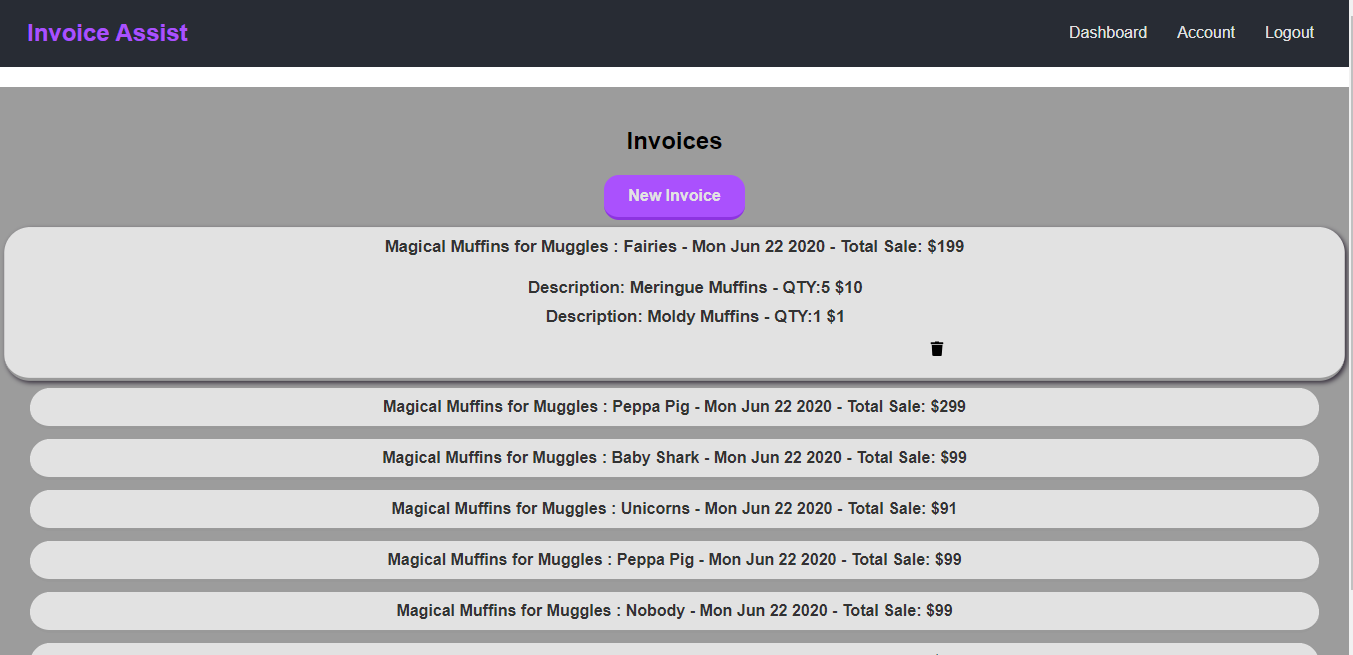 Invoice Assist
Dashboard Account Logout
Invoices
New Invoice
Magical Muffins for Muggles : Fairies - Mon Jun 22 2020 - Total Sale: $199
Description: Meringue Muffins - QTY:5 $10
Description: Moldy Muffins - QTY:1 $1
Magical Muffins for Muggles : Peppa Pig - Mon Jun 22 2020 - Total Sale: $299
Magical Muffins for Muggles : Baby Shark - Mon Jun 22 2020 - Total Sale: $99
Magical Muffins for Muggles : Unicorns - Mon Jun 22 2020 - Total Sale: $91
Magical Muffins for Muggles : Peppa Pig - Mon Jun 22 2020 - Total Sale: $99
Magical Muffins for Muggles : Nobody - Mon Jun 22 2020 - Total Sale: $99